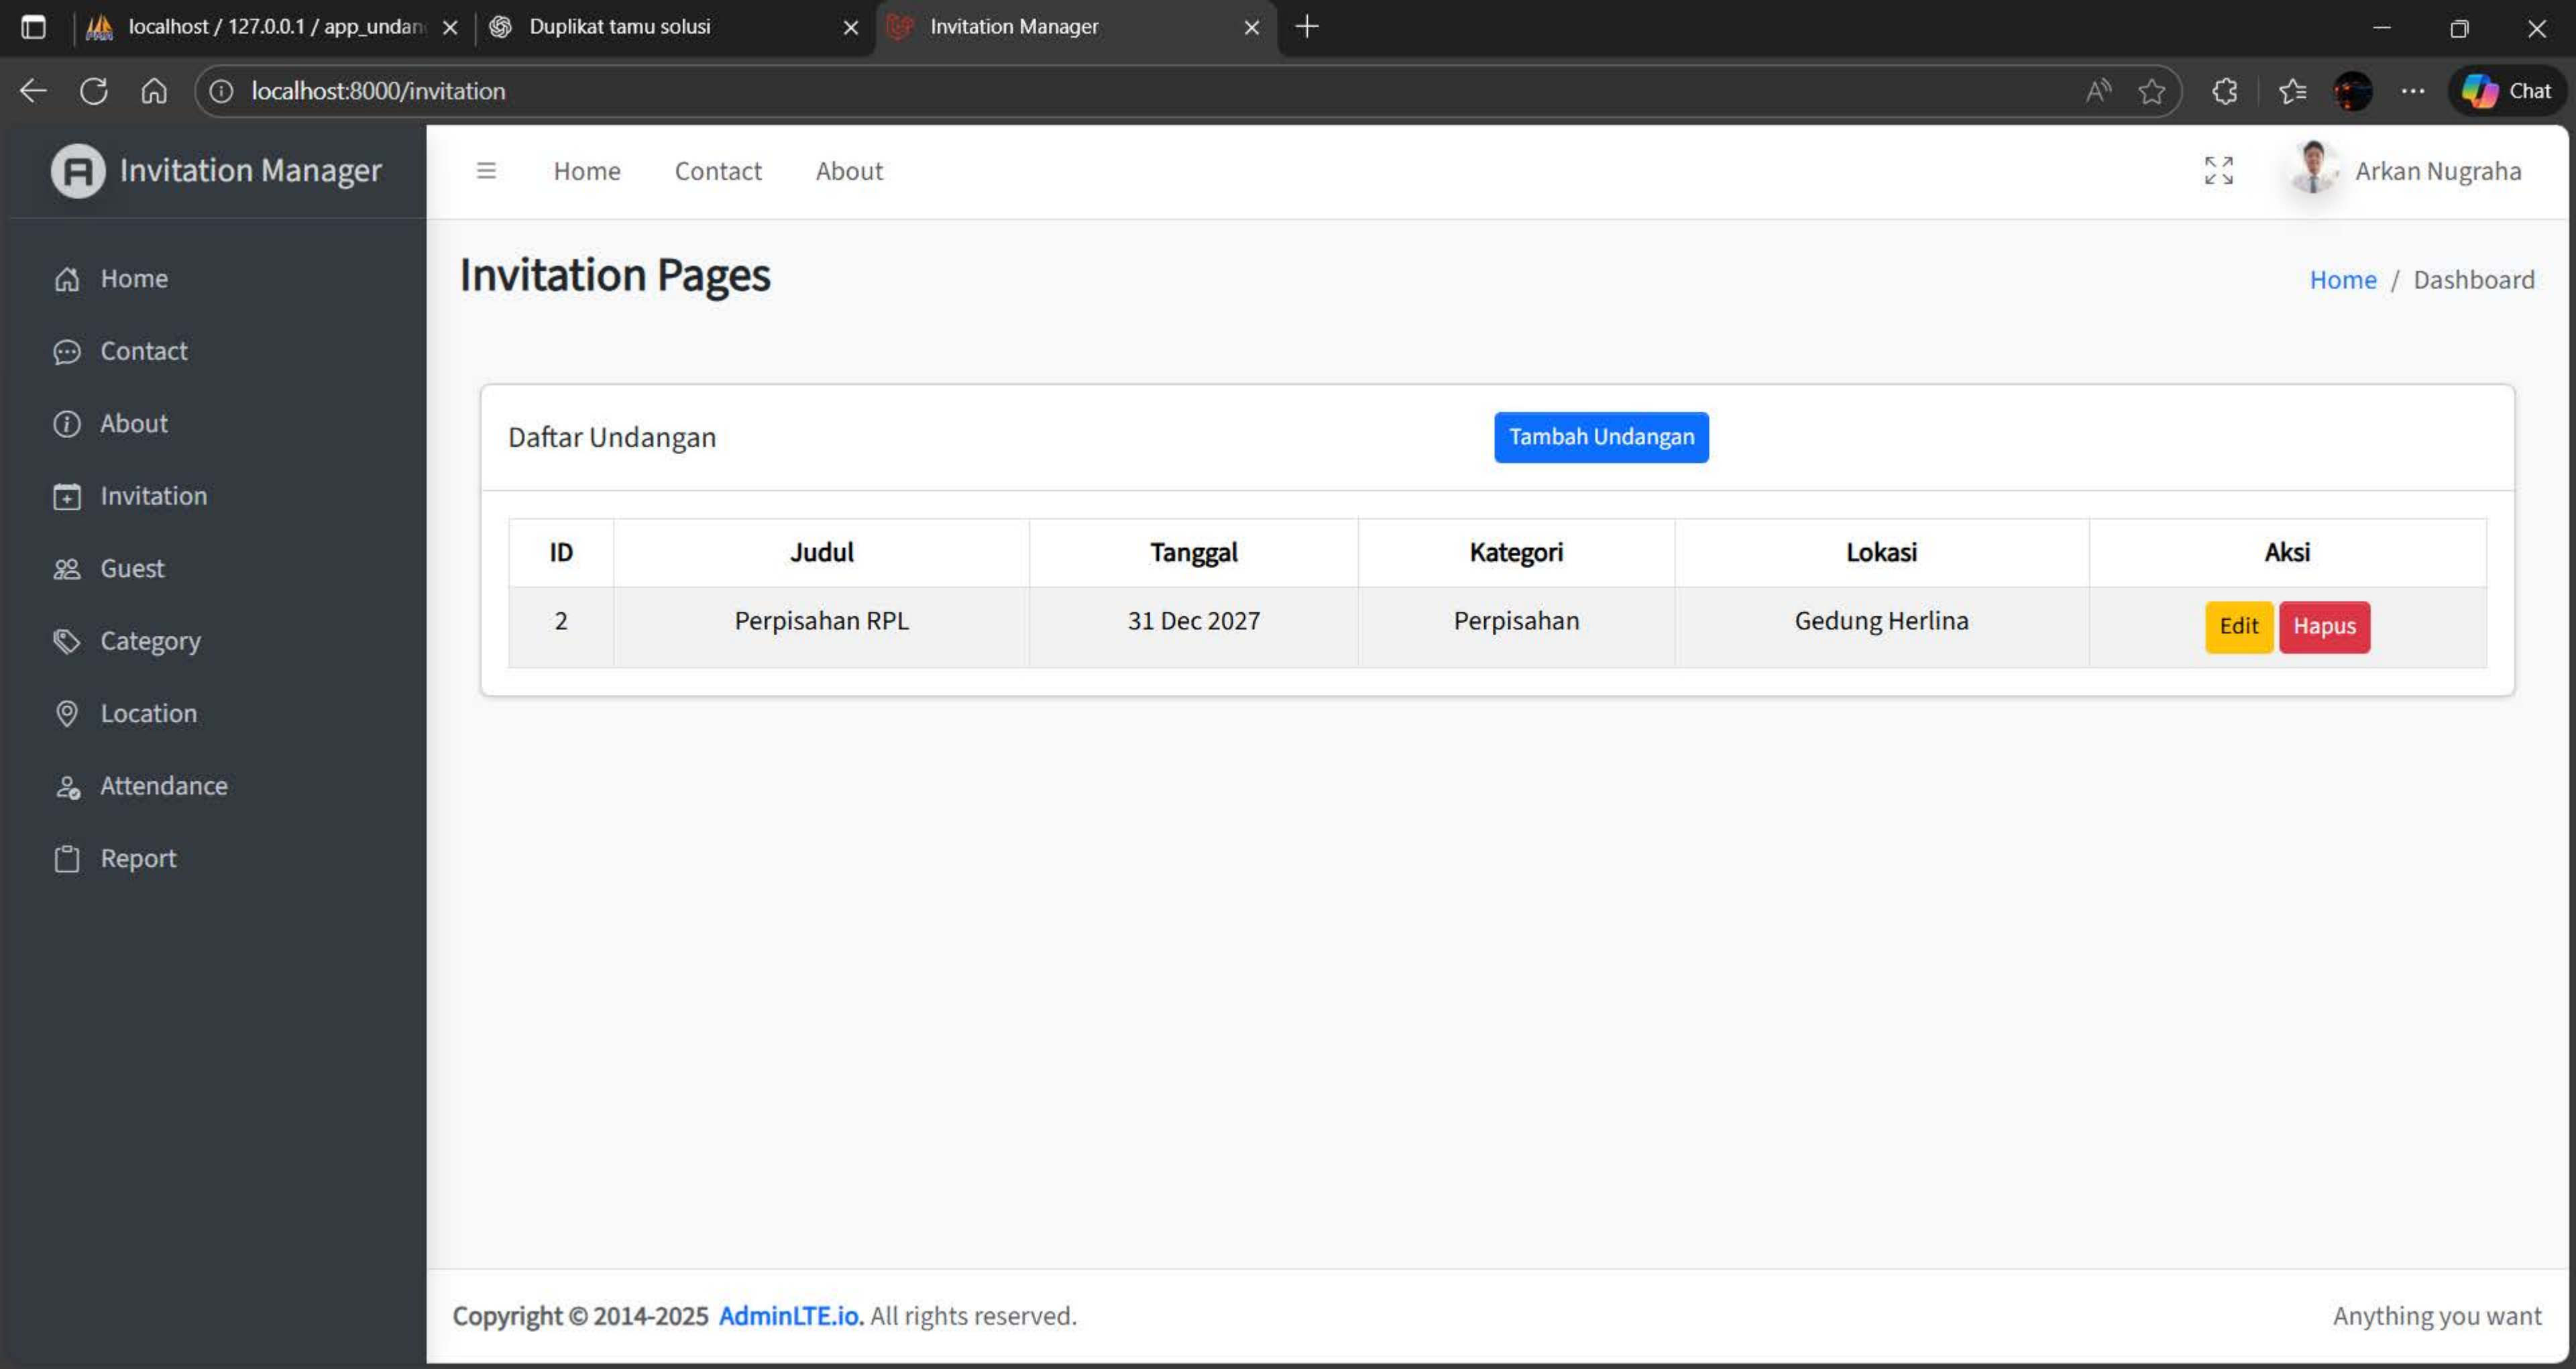 localhost / 127.0.0.1 / app_undan
Duplikat tamu solusi
Invitation Manager
localhost:8000/invitation
Chat
Invitation Manager
Home Contact About
Arkan Nugraha
Home
Contact
About
Invitation
Guest
Category
Location
Attendance
Report
Invitation Pages
Home / Dashboard
Daftar Undangan
Tambah Undangan
ID Judul Tanggal Kategori Lokasi Aksi
2 Perpisahan RPL 31 Dec 2027 Perpisahan Gedung Herlina Edit Hapus
Copyright © 2014-2025 AdminLTE.io. All rights reserved.
Anything you want